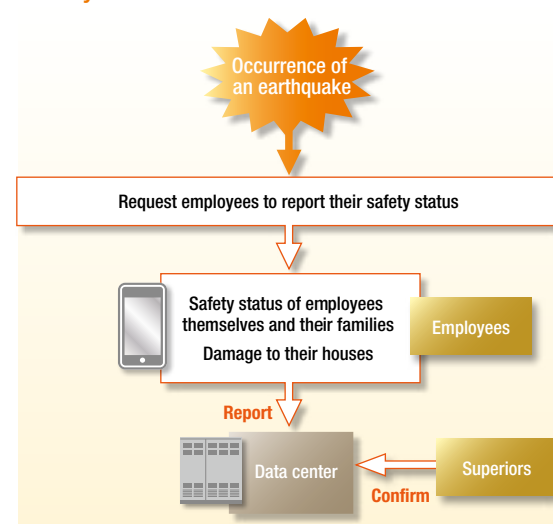 Occurrence of
an earthquake
Request employees to report their safety status
Safety status of employees
themselves and their families
Damage to their houses
Employees
Report
Data center
Superiors
Confirm